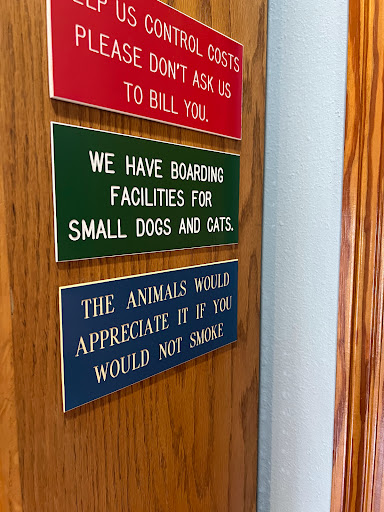 HELP US CONTROL COSTS
PLEASE DON'T ASK US
TO BILL YOU.
WE HAVE BOARDING
FACILITIES FOR
SMALL DOGS AND CATS.
THE ANIMALS WOULD
APPRECIATE IT IF YOU
WOULD NOT SMOKE